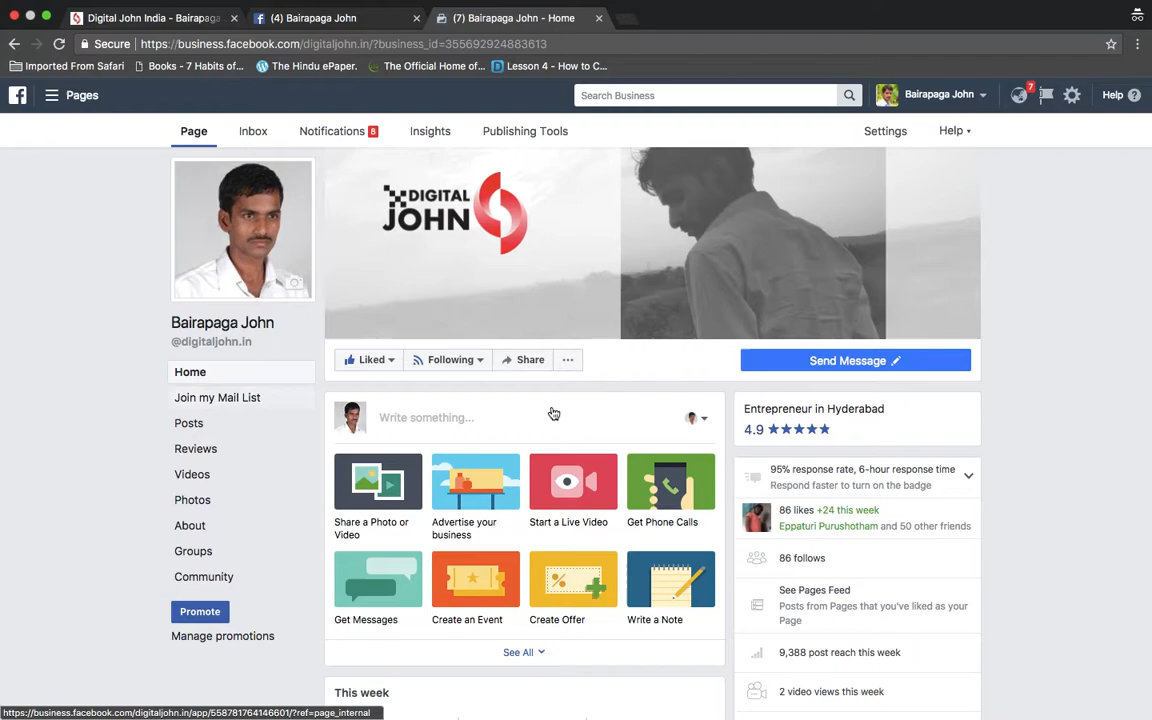 Digital John India - Bairapaga
(4) Bairapaga John
(7) Bairapaga John - Home
Secure
https://business.facebook.com/digitaljohn.in/?business_id=355692924883613
Imported From Safari
Books - 7 Habits of...
The Hindu ePaper.
The Official Home of...
Lesson 4 - How to C...
Pages
Search Business
Bairapaga John
7
Help
Page
Inbox
Notifications 8
Insights
Publishing Tools
Settings
Help
DIGITAL
JOHN
Bairapaga John
@digitaljohn.in
Liked
Following
Share
Send Message
Home
Join my Mail List
Posts
Reviews
Videos
Photos
About
Groups
Community
Promote
Manage promotions
Write something...
Share a Photo or
Video
Advertise your
business
Start a Live Video
Get Phone Calls
Get Messages
Create an Event
Create Offer
Write a Note
See All
This week
Entrepreneur in Hyderabad
4.9
95% response rate, 6-hour response time
Respond faster to turn on the badge
86 likes +24 this week
Eppaturi Purushotham and 50 other friends
86 follows
See Pages Feed
Posts from Pages that you've liked as your
Page
9,388 post reach this week
2 video views this week
https://business.facebook.com/digitaljohn.in/app/558781764146601/?ref=page_internal